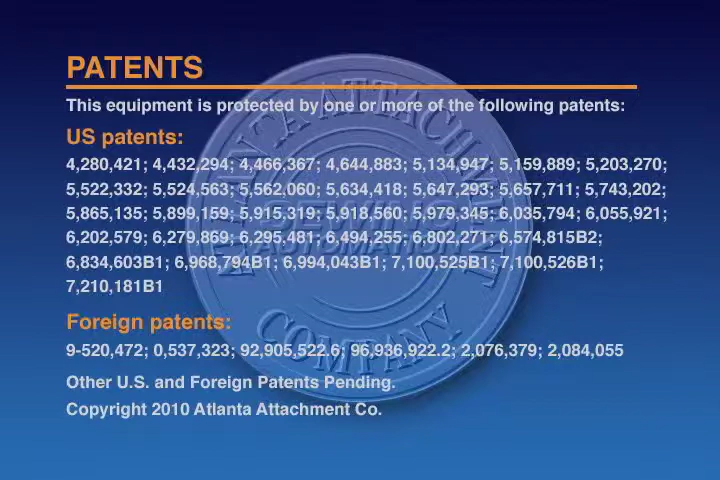 PATENTS
This equipment is protected by one or more of the following patents:
US patents:
4,280,421; 4,432,294; 4,466,367; 4,644,883; 5,134,947; 5,159,889; 5,203,270;
5,522,332; 5,524,563; 5,562,060; 5,634,418; 5,647,293; 5,657,711; 5,743,202;
5,865,135; 5,899,159; 5,915,319; 5,918,560; 5,979,345; 6,035,794; 6,055,921;
6,202,579; 6,279,869; 6,295,481; 6,494,255; 6,802,271; 6,574,815B2;
6,834,603B1; 6,968,794B1; 6,994,043B1; 7,100,525B1; 7,100,526B1;
7,210,181B1
Foreign patents:
9-520,472; 0,537,323; 92,905,522.6; 96,936,922.2; 2,076,379; 2,084,055
Other U.S. and Foreign Patents Pending.
Copyright 2010 Atlanta Attachment Co.
ATLANTA ATTACHMENT
COMPANY
SEWING